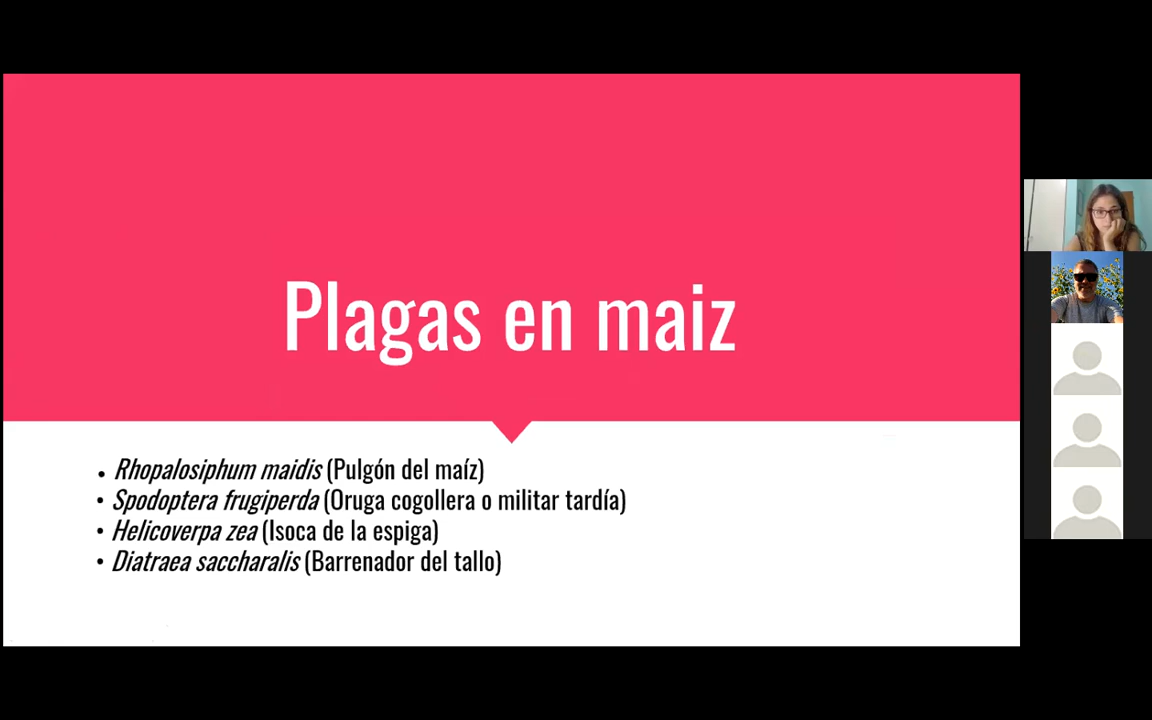 Plagas en maiz
• Rhopalosiphum maidis (Pulgón del maíz)
• Spodoptera frugiperda (Oruga cogollera o militar tardía)
• Helicoverpa zea (Isoca de la espiga)
• Diatraea saccharalis (Barrenador del tallo)